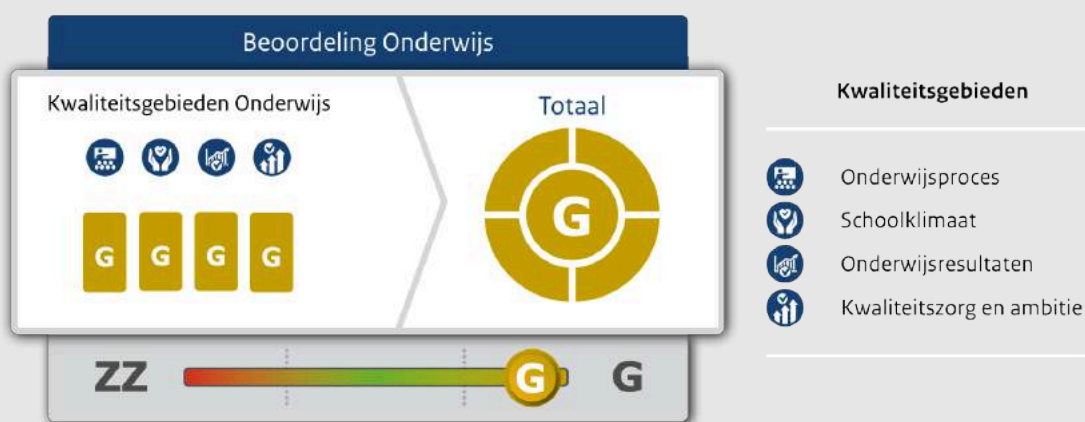 Beoordeling Onderwijs
Kwaliteitsgebieden Onderwijs
Totaal
G G G G
G
ZZ G G
Kwaliteitsgebieden
Onderwijsproces
Schoolklimaat
Onderwijsresultaten
Kwaliteitszorg en ambitie